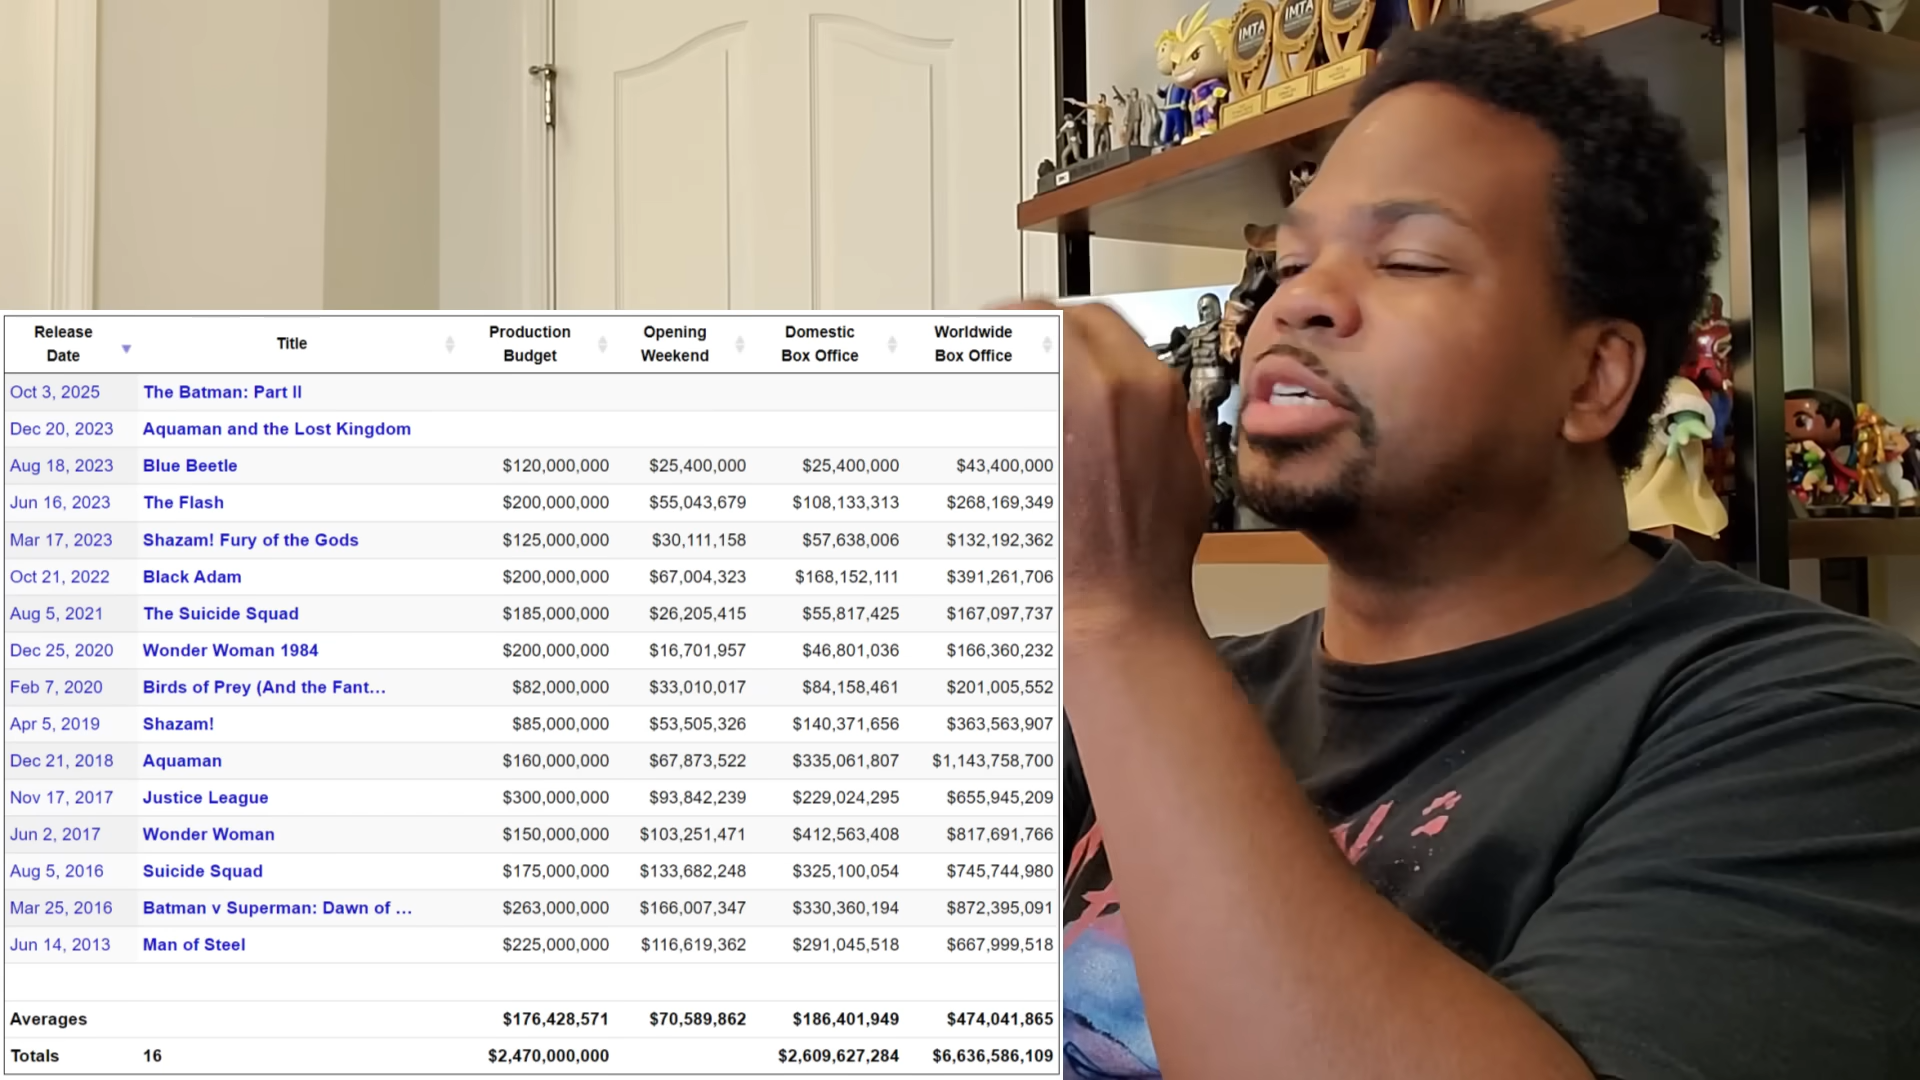 IMTA
IMTA
Release Date Title Production Budget Opening Weekend Domestic Box Office Worldwide Box Office
Oct 3, 2025 The Batman: Part II
Dec 20, 2023 Aquaman and the Lost Kingdom
Aug 18, 2023 Blue Beetle $120,000,000 $25,400,000 $25,400,000 $43,400,000
Jun 16, 2023 The Flash $200,000,000 $55,043,679 $108,133,313 $268,169,349
Mar 17, 2023 Shazam! Fury of the Gods $125,000,000 $30,111,158 $57,638,006 $132,192,362
Oct 21, 2022 Black Adam $200,000,000 $67,004,323 $168,152,111 $391,261,706
Aug 5, 2021 The Suicide Squad $185,000,000 $26,205,415 $55,817,425 $167,097,737
Dec 25, 2020 Wonder Woman 1984 $200,000,000 $16,701,957 $46,801,036 $166,360,232
Feb 7, 2020 Birds of Prey (And the Fant… $82,000,000 $33,010,017 $84,158,461 $201,005,552
Apr 5, 2019 Shazam! $85,000,000 $53,505,326 $140,371,656 $363,563,907
Dec 21, 2018 Aquaman $160,000,000 $67,873,522 $335,061,807 $1,143,758,700
Nov 17, 2017 Justice League $300,000,000 $93,842,239 $229,024,295 $655,945,209
Jun 2, 2017 Wonder Woman $150,000,000 $103,251,471 $412,563,408 $817,691,766
Aug 5, 2016 Suicide Squad $175,000,000 $133,682,248 $325,100,054 $745,744,980
Mar 25, 2016 Batman v Superman: Dawn of … $263,000,000 $166,007,347 $330,360,194 $872,395,091
Jun 14, 2013 Man of Steel $225,000,000 $116,619,362 $291,045,518 $667,999,518
Averages $176,428,571 $70,589,862 $186,401,949 $474,041,865
Totals 16 $2,470,000,000 $2,609,627,284 $6,636,586,109